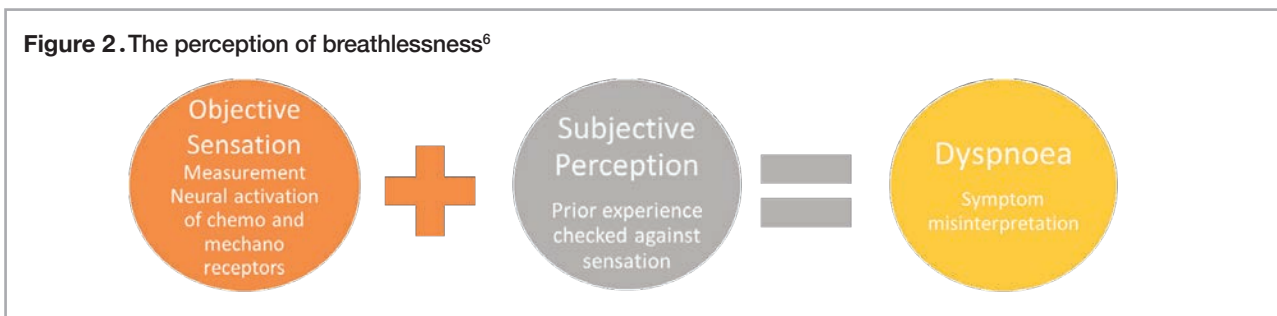 Figure 2. The perception of breathlessness⁶
Objective
Sensation
Measurement
Neural activation
of chemo and
mechano
receptors
Subjective
Perception
Prior experience
checked against
sensation
Dyspnoea
Symptom
misinterpretation